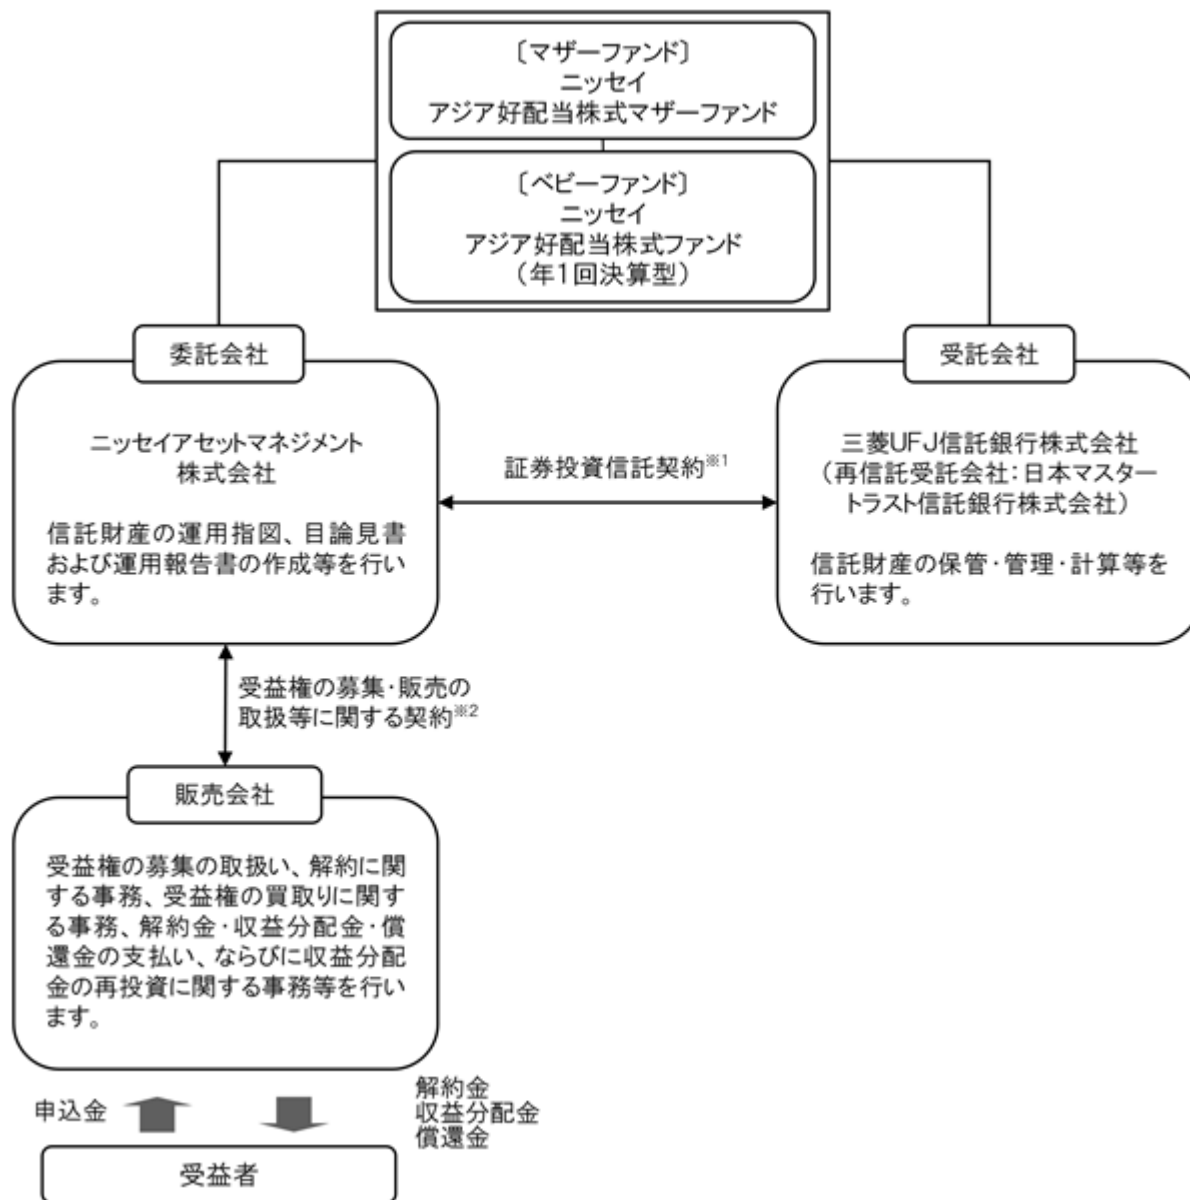 〔マザーファンド〕
ニッセイ
アジア好配当株式マザーファンド
〔ベビーファンド〕
ニッセイ
アジア好配当株式ファンド
（年1回決算型）
委託会社
ニッセイアセットマネジメント
株式会社
信託財産の運用指図、目論見書
および運用報告書の作成等を行い
ます。
証券投資信託契約※1
受託会社
三菱UFJ信託銀行株式会社
（再信託受託会社：日本マスター
トラスト信託銀行株式会社）
信託財産の保管・管理・計算等を
行います。
受益権の募集・販売の
取扱等に関する契約※2
販売会社
受益権の募集の取扱い、解約に関
する事務、受益権の買取りに関す
る事務、解約金・収益分配金・償
還金の支払い、ならびに収益分配
金の再投資に関する事務等を行い
ます。
申込金
解約金
収益分配金
償還金
受益者